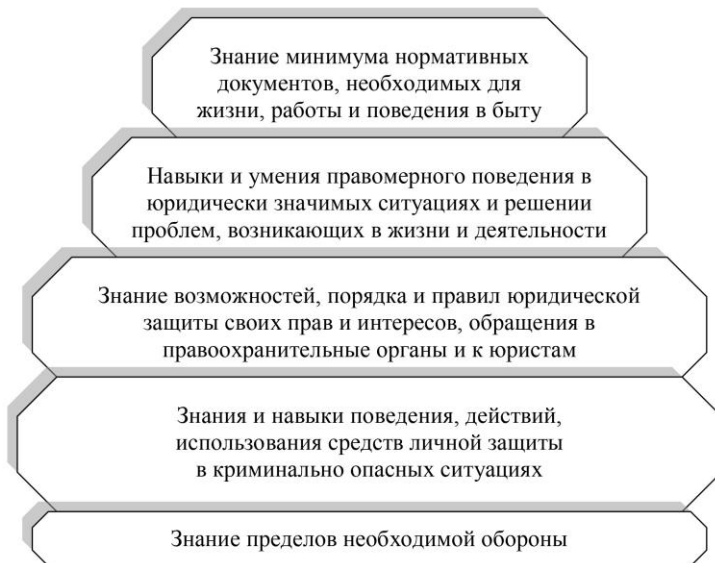 Знание минимума нормативных
документов, необходимых для
жизни, работы и поведения в быту
Навыки и умения правомерного поведения в
юридически значимых ситуациях и решении
проблем, возникающих в жизни и деятельности
Знание возможностей, порядка и правил юридической
защиты своих прав и интересов, обращения в
правоохранительные органы и к юристам
Знания и навыки поведения, действий,
использования средств личной защиты
в криминально опасных ситуациях
Знание пределов необходимой обороны